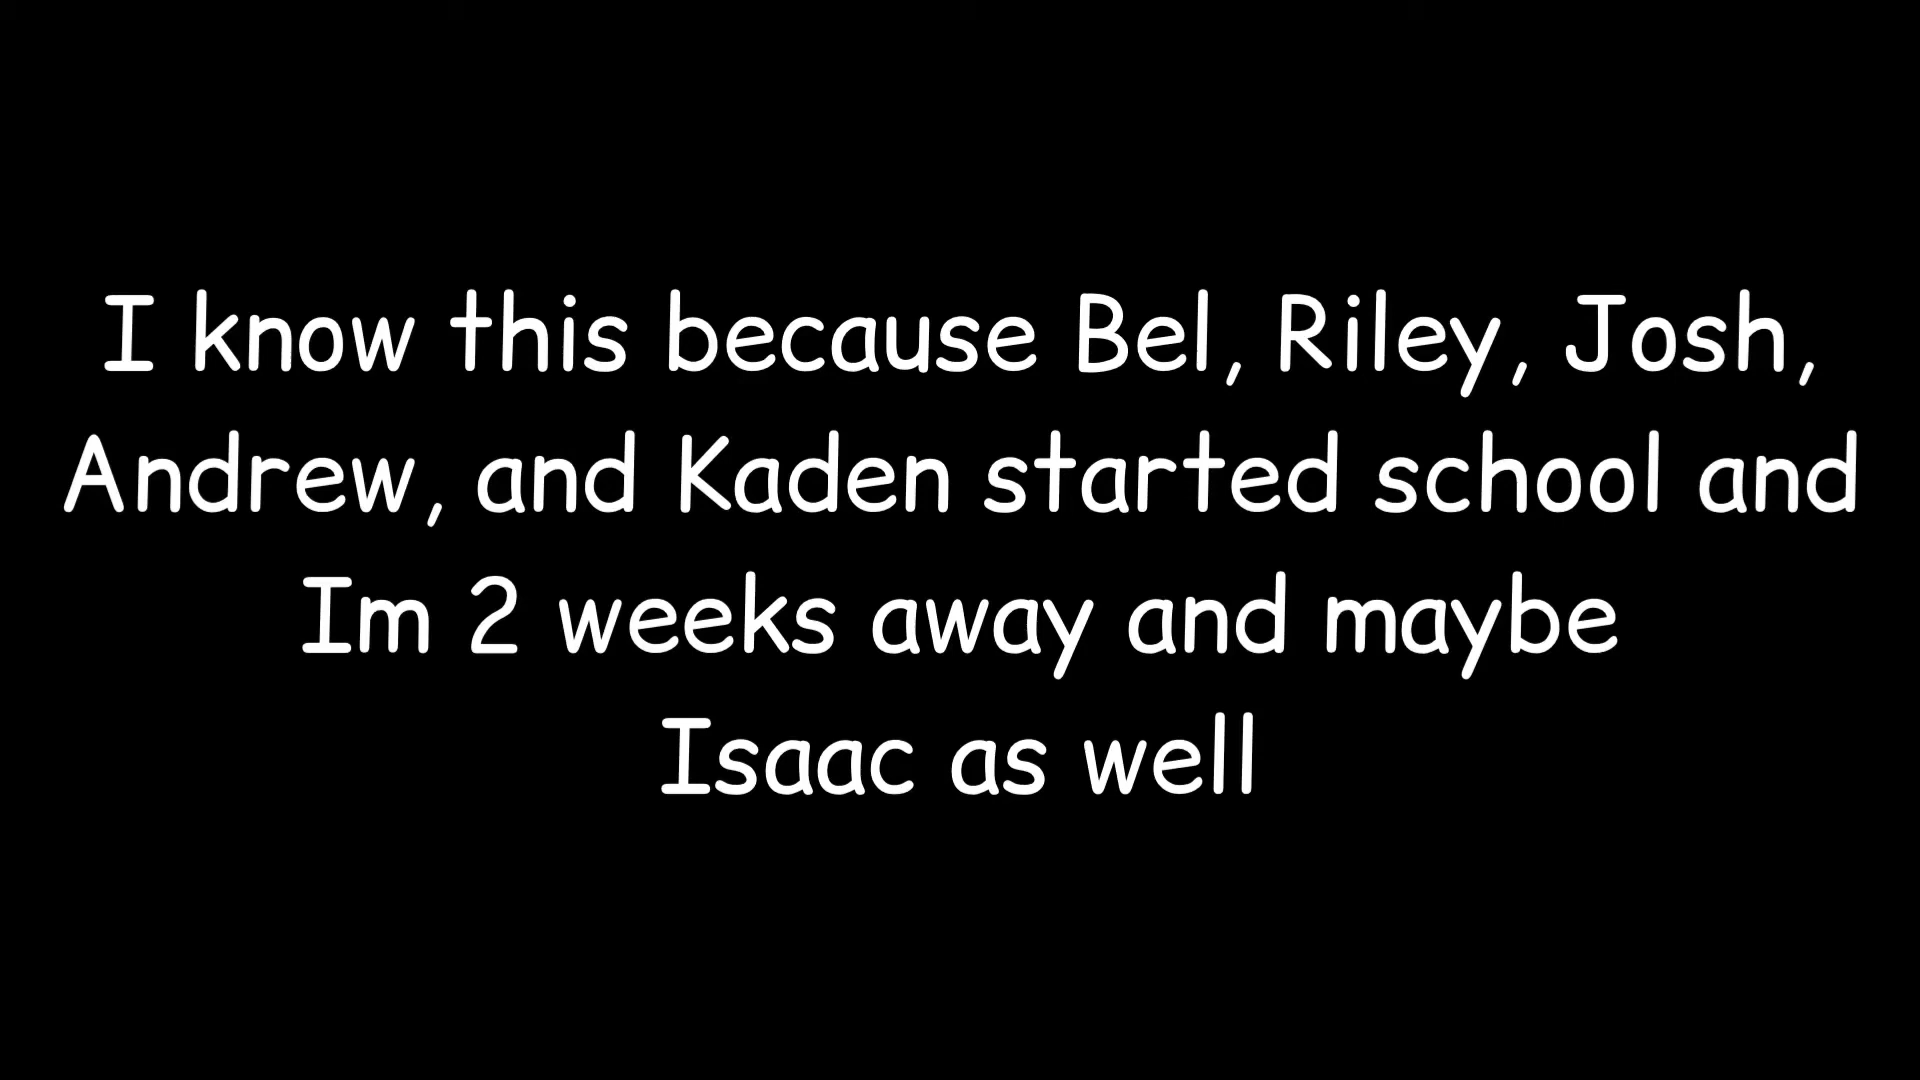 I know this because Bel, Riley, Josh,
Andrew, and Kaden started school and
Im 2 weeks away and maybe
Isaac as well